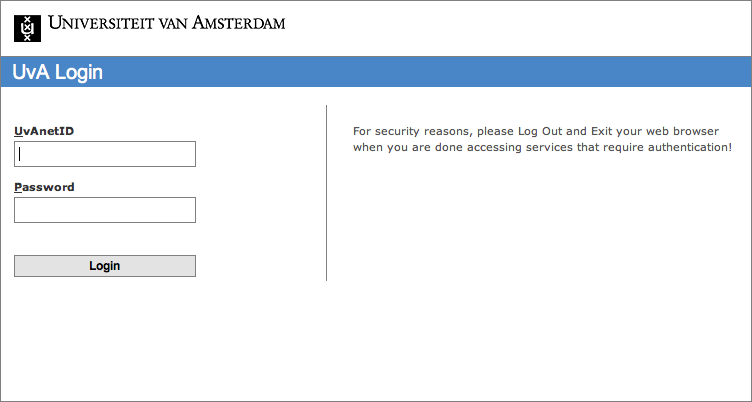 UNIVERSITEIT VAN AMSTERDAM
UvA Login
UvAnetID
Password
Login
For security reasons, please Log Out and Exit your web browser
when you are done accessing services that require authentication!